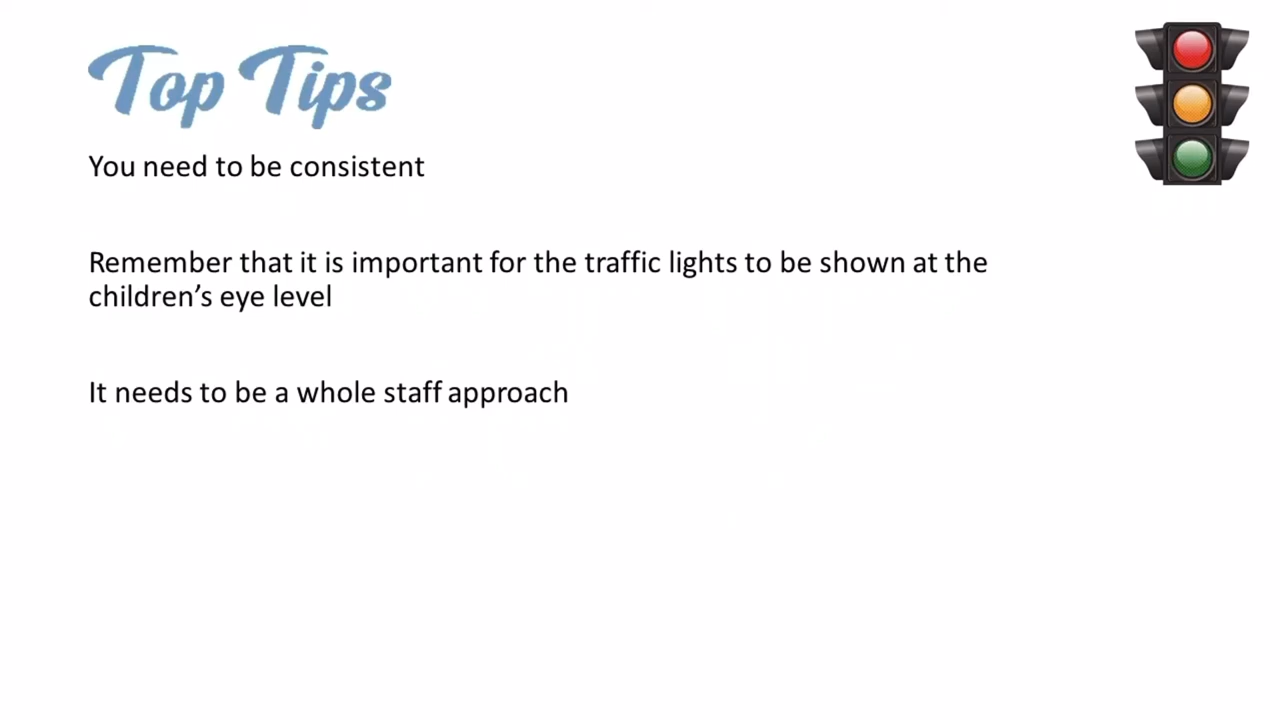 Top Tips
You need to be consistent
Remember that it is important for the traffic lights to be shown at the
children’s eye level
It needs to be a whole staff approach